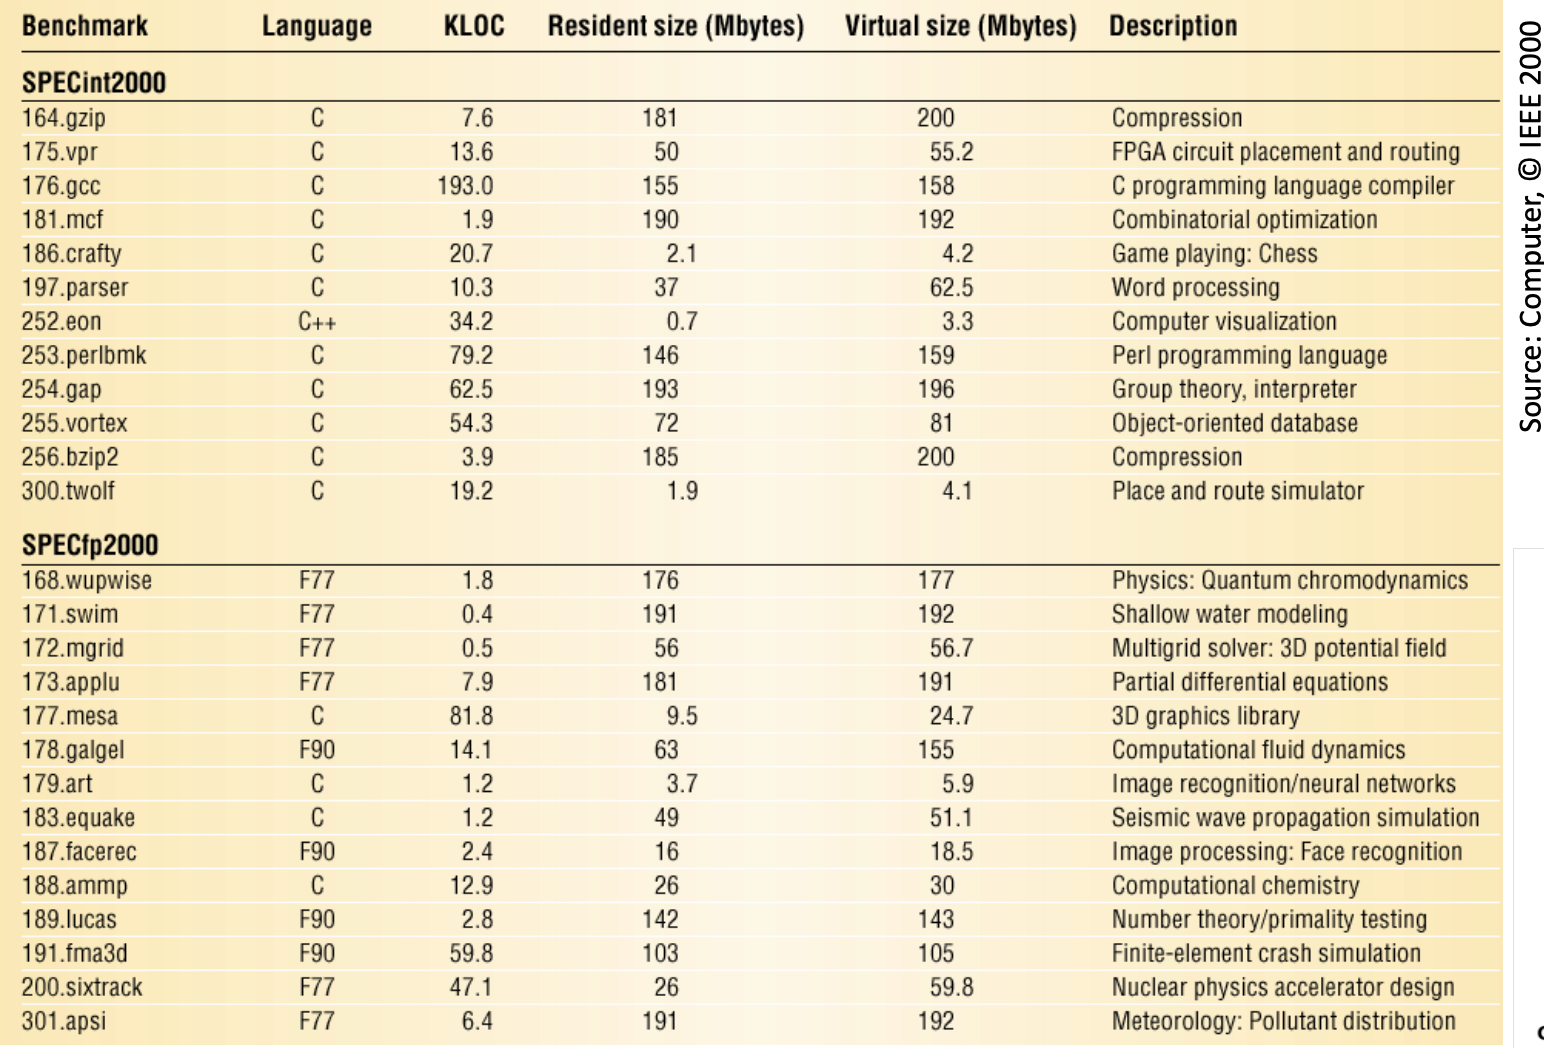 Benchmark Language KLOC Resident size (Mbytes) Virtual size (Mbytes) Description
SPECint2000
164.gzip C 7.6 181 200 Compression
175.vpr C 13.6 50 55.2 FPGA circuit placement and routing
176.gcc C 193.0 155 158 C programming language compiler
181.mcf C 1.9 190 192 Combinatorial optimization
186.crafty C 20.7 2.1 4.2 Game playing: Chess
197.parser C 10.3 37 62.5 Word processing
252.eon C++ 34.2 0.7 3.3 Computer visualization
253.perlbmk C 79.2 146 159 Perl programming language
254.gap C 62.5 193 196 Group theory, interpreter
255.vortex C 54.3 72 81 Object-oriented database
256.bzip2 C 3.9 185 200 Compression
300.twolf C 19.2 1.9 4.1 Place and route simulator
SPECfp2000
168.wupwise F77 1.8 176 177 Physics: Quantum chromodynamics
171.swim F77 0.4 191 192 Shallow water modeling
172.mgrid F77 0.5 56 56.7 Multigrid solver: 3D potential field
173.applu F77 7.9 181 191 Partial differential equations
177.mesa C 81.8 9.5 24.7 3D graphics library
178.galgel F90 14.1 63 155 Computational fluid dynamics
179.art C 1.2 3.7 5.9 Image recognition/neural networks
183.equake C 1.2 49 51.1 Seismic wave propagation simulation
187.facerec F90 2.4 16 18.5 Image processing: Face recognition
188.ammp C 12.9 26 30 Computational chemistry
189.lucas F90 2.8 142 143 Number theory/primality testing
191.fma3d F90 59.8 103 105 Finite-element crash simulation
200.sixtrack F77 47.1 26 59.8 Nuclear physics accelerator design
301.apsi F77 6.4 191 192 Meteorology: Pollutant distribution
Source: Computer, © IEEE 2000